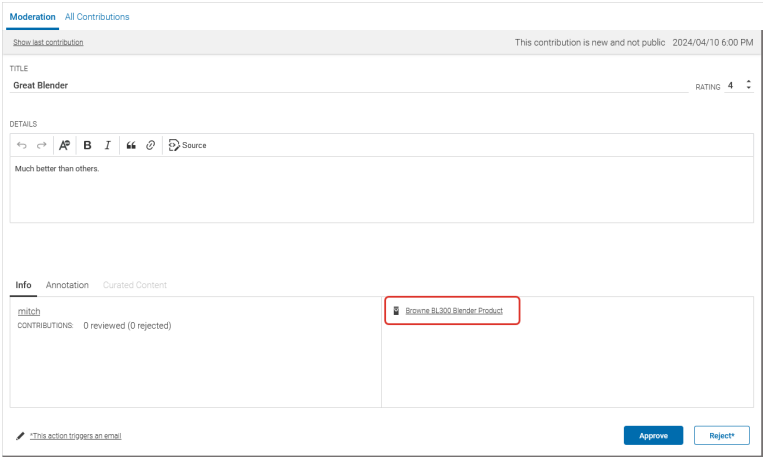 Moderation All Contributions
Show last contribution This contribution is new and not public 2024/04/10 6:00 PM
TITLE
Great Blender RATING 4
DETAILS
B I Source
Much better than others.
Info Annotation Curated Content
mitch Browne BL300 Blender Product
CONTRIBUTIONS: 0 reviewed (0 rejected)
*This action triggers an email Approve Reject*